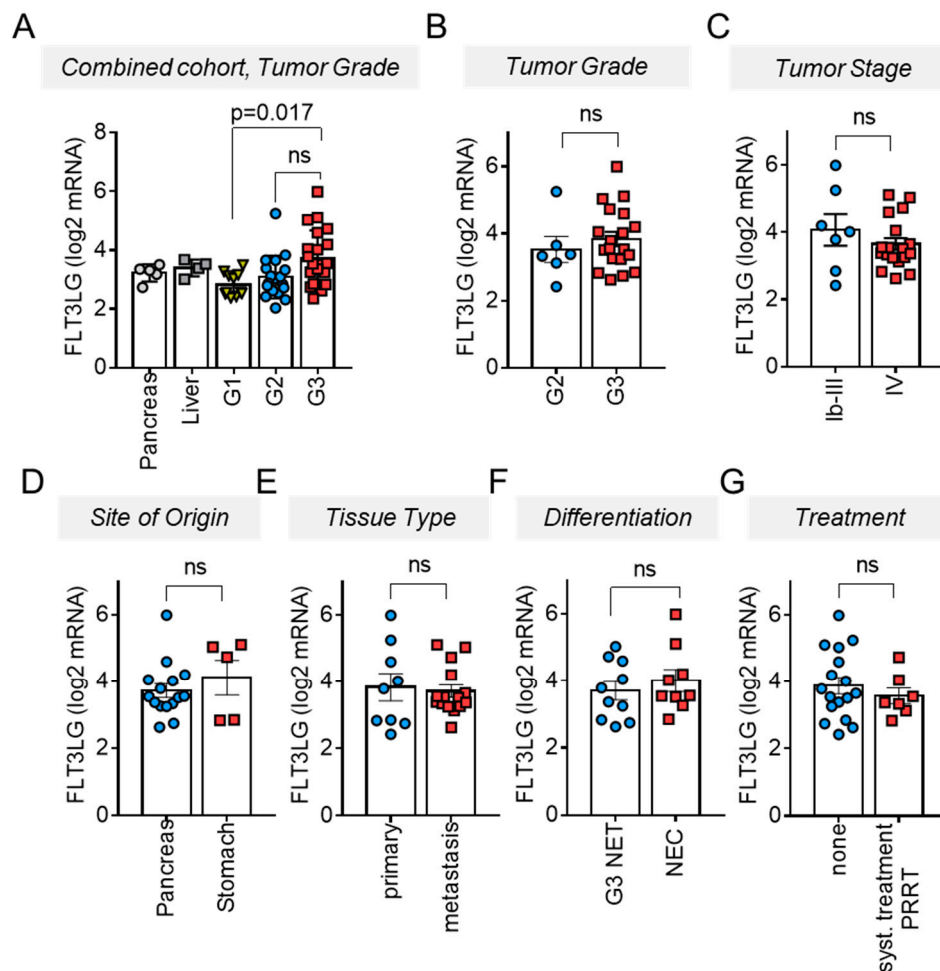 A
Combined cohort, Tumor Grade
p=0.017
ns
FLT3LG (log2 mRNA)
8
6
4
2
0
Pancreas
Liver
G1
G2
G3
B
Tumor Grade
ns
FLT3LG (log2 mRNA)
6
4
2
0
G2
G3
C
Tumor Stage
ns
FLT3LG (log2 mRNA)
6
4
2
0
Ib-III
IV
D
Site of Origin
ns
FLT3LG (log2 mRNA)
6
4
2
0
Pancreas
Stomach
E
Tissue Type
ns
FLT3LG (log2 mRNA)
6
4
2
0
primary
metastasis
F
Differentiation
ns
FLT3LG (log2 mRNA)
6
4
2
0
G3 NET
NEC
G
Treatment
ns
FLT3LG (log2 mRNA)
6
4
2
0
none
syst. treatment
PRRT